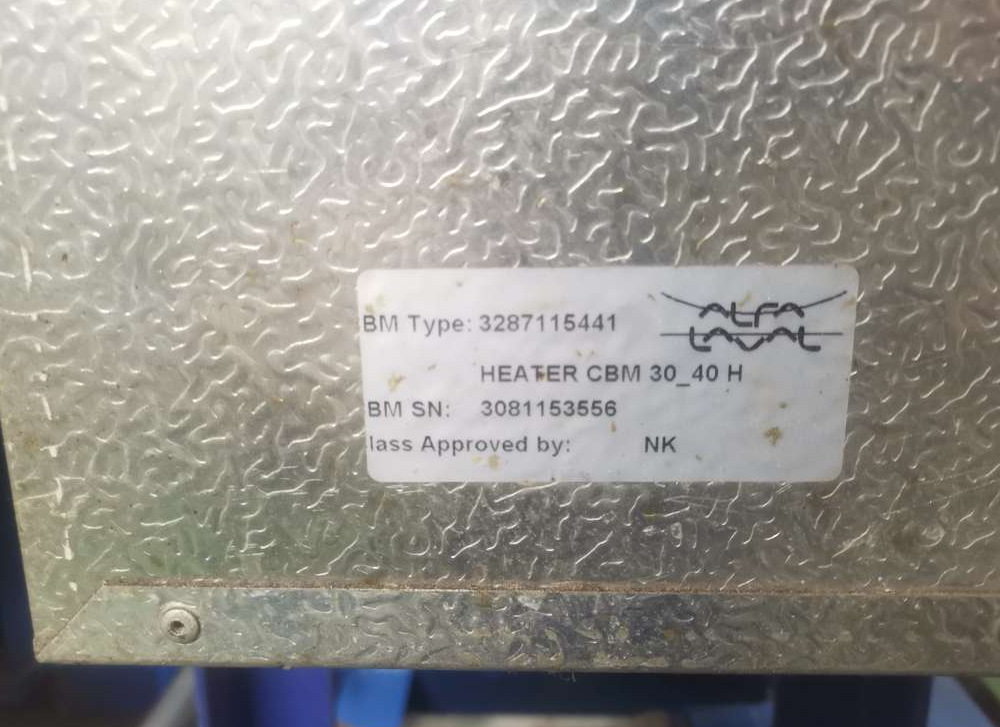 BM Type: 3287115441
ALFA
LAVAL
HEATER CBM 30_40 H
BM SN: 3081153556
lass Approved by: NK